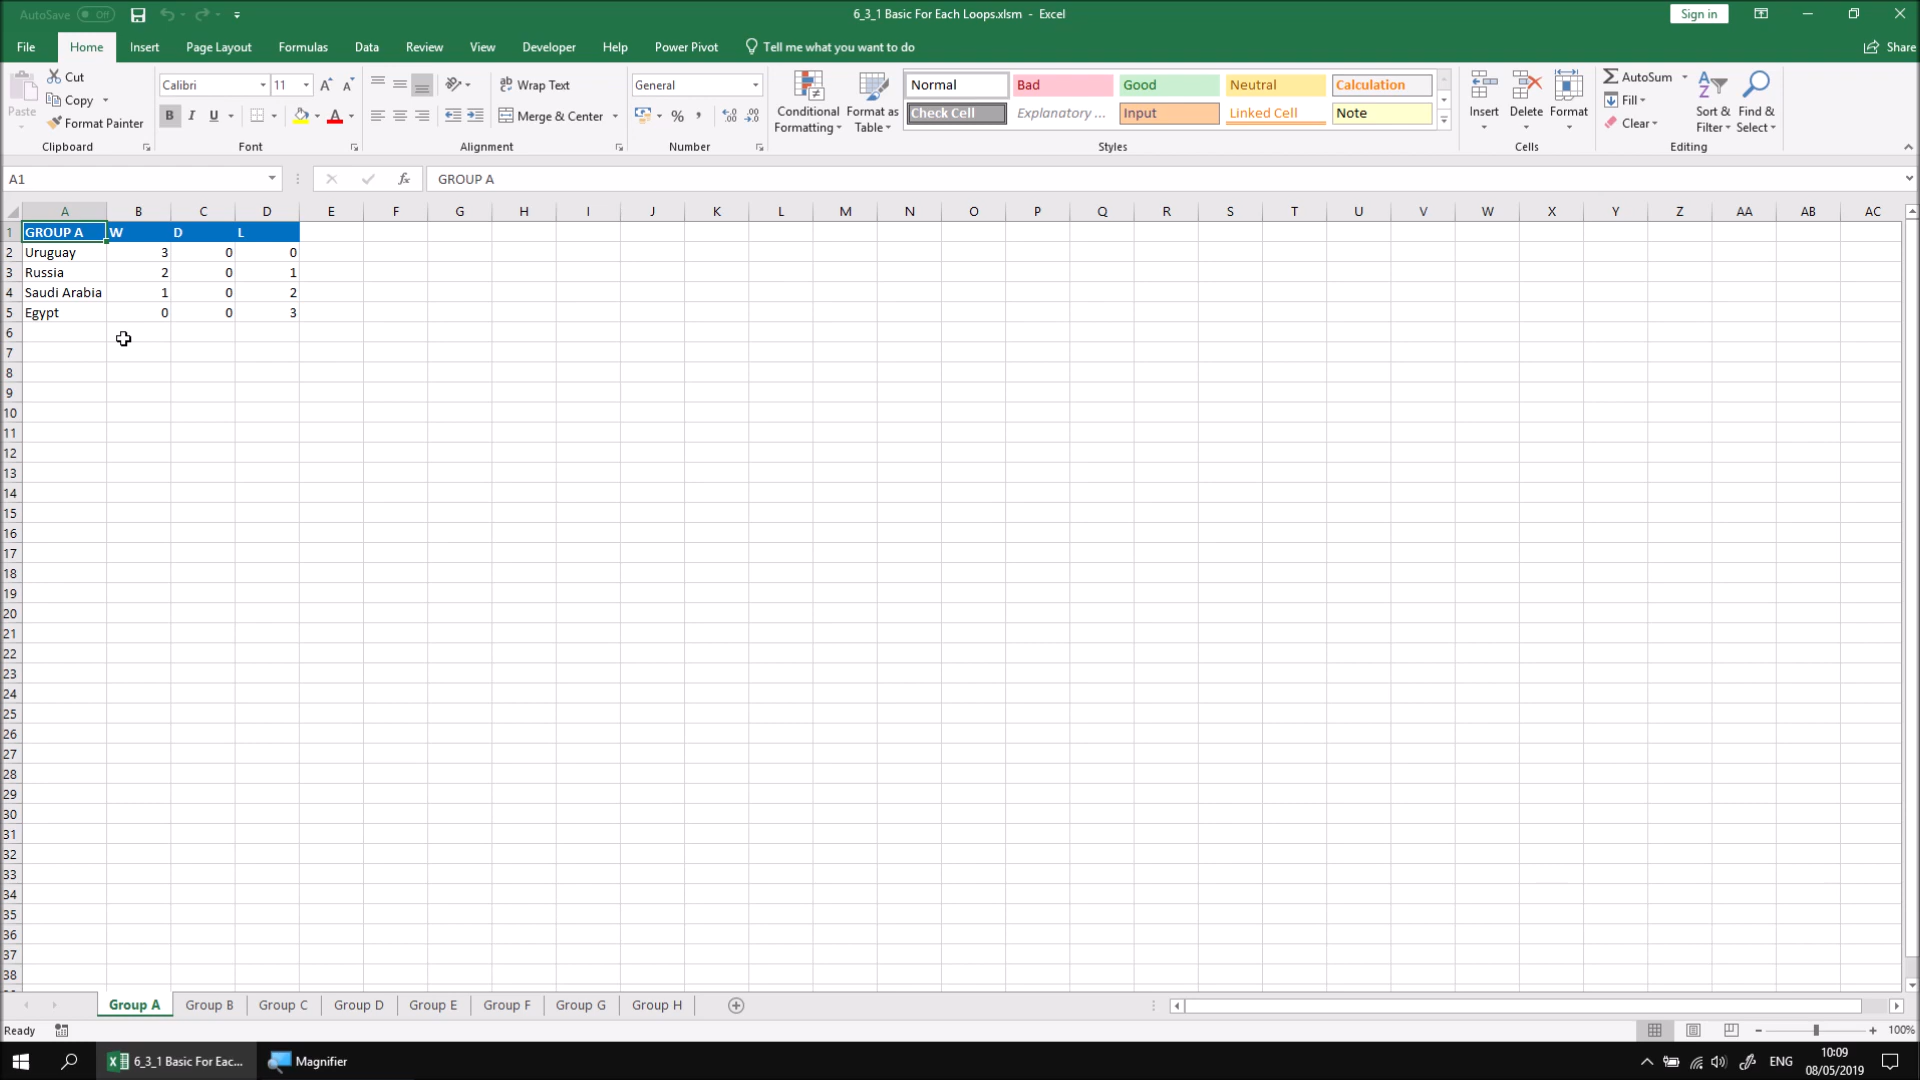 AutoSave Off 6_3_1 Basic For Each Loops.xlsm - Excel Sign in
File Home Insert Page Layout Formulas Data Review View Developer Help Power Pivot Tell me what you want to do Share
Paste Cut Copy Format Painter Clipboard
Calibri 11 B I U A Font
Wrap Text Merge & Center Alignment
General % , Number
Conditional Formatting Format as Table
Normal Bad Good Neutral Calculation
Check Cell Explanatory ... Input Linked Cell Note
Styles
Insert Delete Format Cells
AutoSum Fill Clear Sort & Filter Find & Select Editing
A1 fx GROUP A
A B C D E F G H I J K L M N O P Q R S T U V W X Y Z AA AB AC
1 GROUP A W D L
2 Uruguay 3 0 0
3 Russia 2 0 1
4 Saudi Arabia 1 0 2
5 Egypt 0 0 3
6
7
8
9
10
11
12
13
14
15
16
17
18
19
20
21
22
23
24
25
26
27
28
29
30
31
32
33
34
35
36
37
38
Group A Group B Group C Group D Group E Group F Group G Group H
Ready 100%
6_3_1 Basic For Eac... Magnifier ENG 10:09
08/05/2019